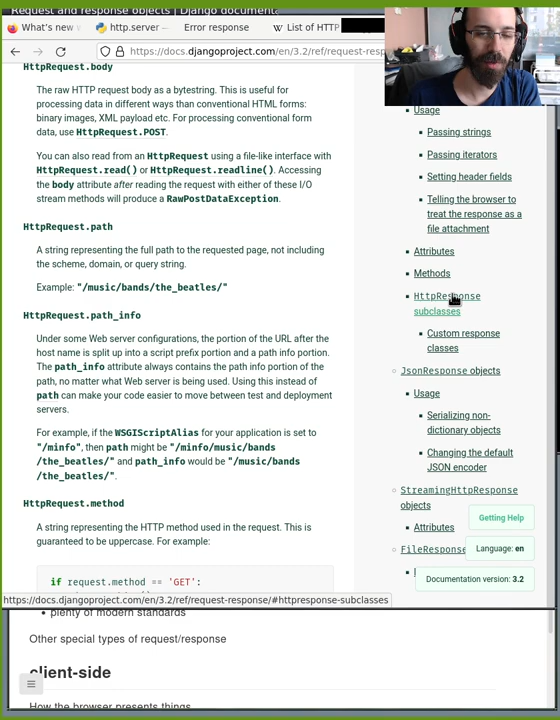 Request and response objects | Django documenta
What's new
http.server —
Error response
List of HTTP
https://docs.djangoproject.com/en/3.2/ref/request-resp
HttpRequest.body
The raw HTTP request body as a bytestring. This is useful for
processing data in different ways than conventional HTML forms:
binary images, XML payload etc. For processing conventional form
data, use HttpRequest.POST.
You can also read from an HttpRequest using a file-like interface with
HttpRequest.read() or HttpRequest.readline(). Accessing
the body attribute after reading the request with either of these I/O
stream methods will produce a RawPostDataException.
HttpRequest.path
A string representing the full path to the requested page, not including
the scheme, domain, or query string.
Example: "/music/bands/the_beatles/"
HttpRequest.path_info
Under some Web server configurations, the portion of the URL after the
host name is split up into a script prefix portion and a path info portion.
The path_info attribute always contains the path info portion of the
path, no matter what Web server is being used. Using this instead of
path can make your code easier to move between test and deployment
servers.
For example, if the WSGIScriptAlias for your application is set to
"/minfo", then path might be "/minfo/music/bands
/the_beatles/" and path_info would be "/music/bands
/the_beatles/".
HttpRequest.method
A string representing the HTTP method used in the request. This is
guaranteed to be uppercase. For example:
if request.method == 'GET':
Usage
Passing strings
Passing iterators
Setting header fields
Telling the browser to
treat the response as a
file attachment
Attributes
Methods
HttpResponse
subclasses
Custom response
classes
JsonResponse objects
Usage
Serializing non-
dictionary objects
Changing the default
JSON encoder
StreamingHttpResponse
objects
Attributes
FileResponse
Getting Help
Language: en
Documentation version: 3.2
https://docs.djangoproject.com/en/3.2/ref/request-response/#httpresponse-subclasses
plenty of modern standards
Other special types of request/response
client-side
How the browser presents things